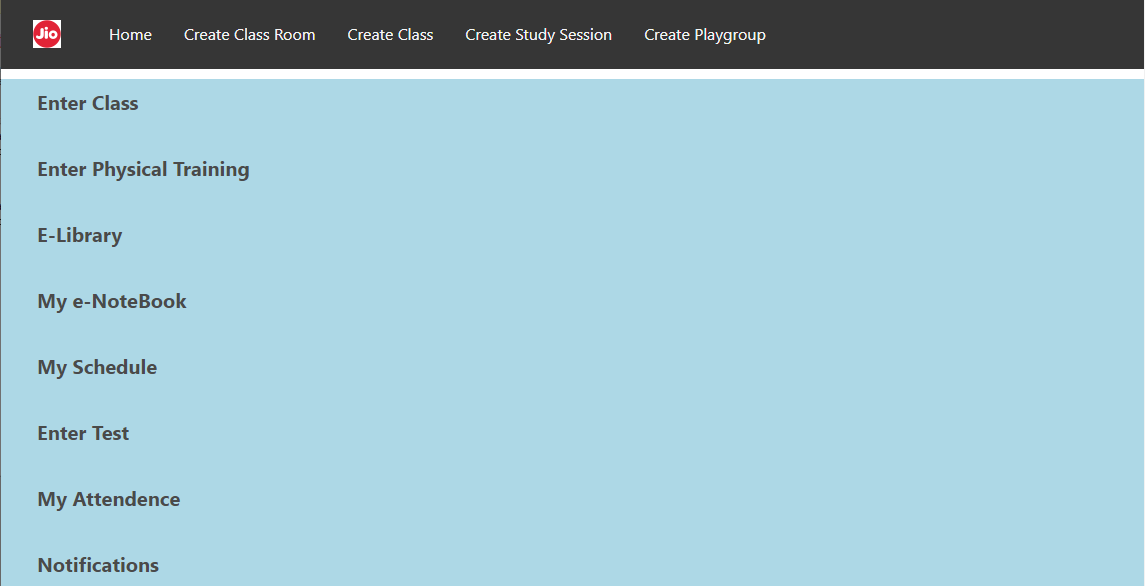 Jio Home Create Class Room Create Class Create Study Session Create Playgroup
Enter Class
Enter Physical Training
E-Library
My e-NoteBook
My Schedule
Enter Test
My Attendence
Notifications